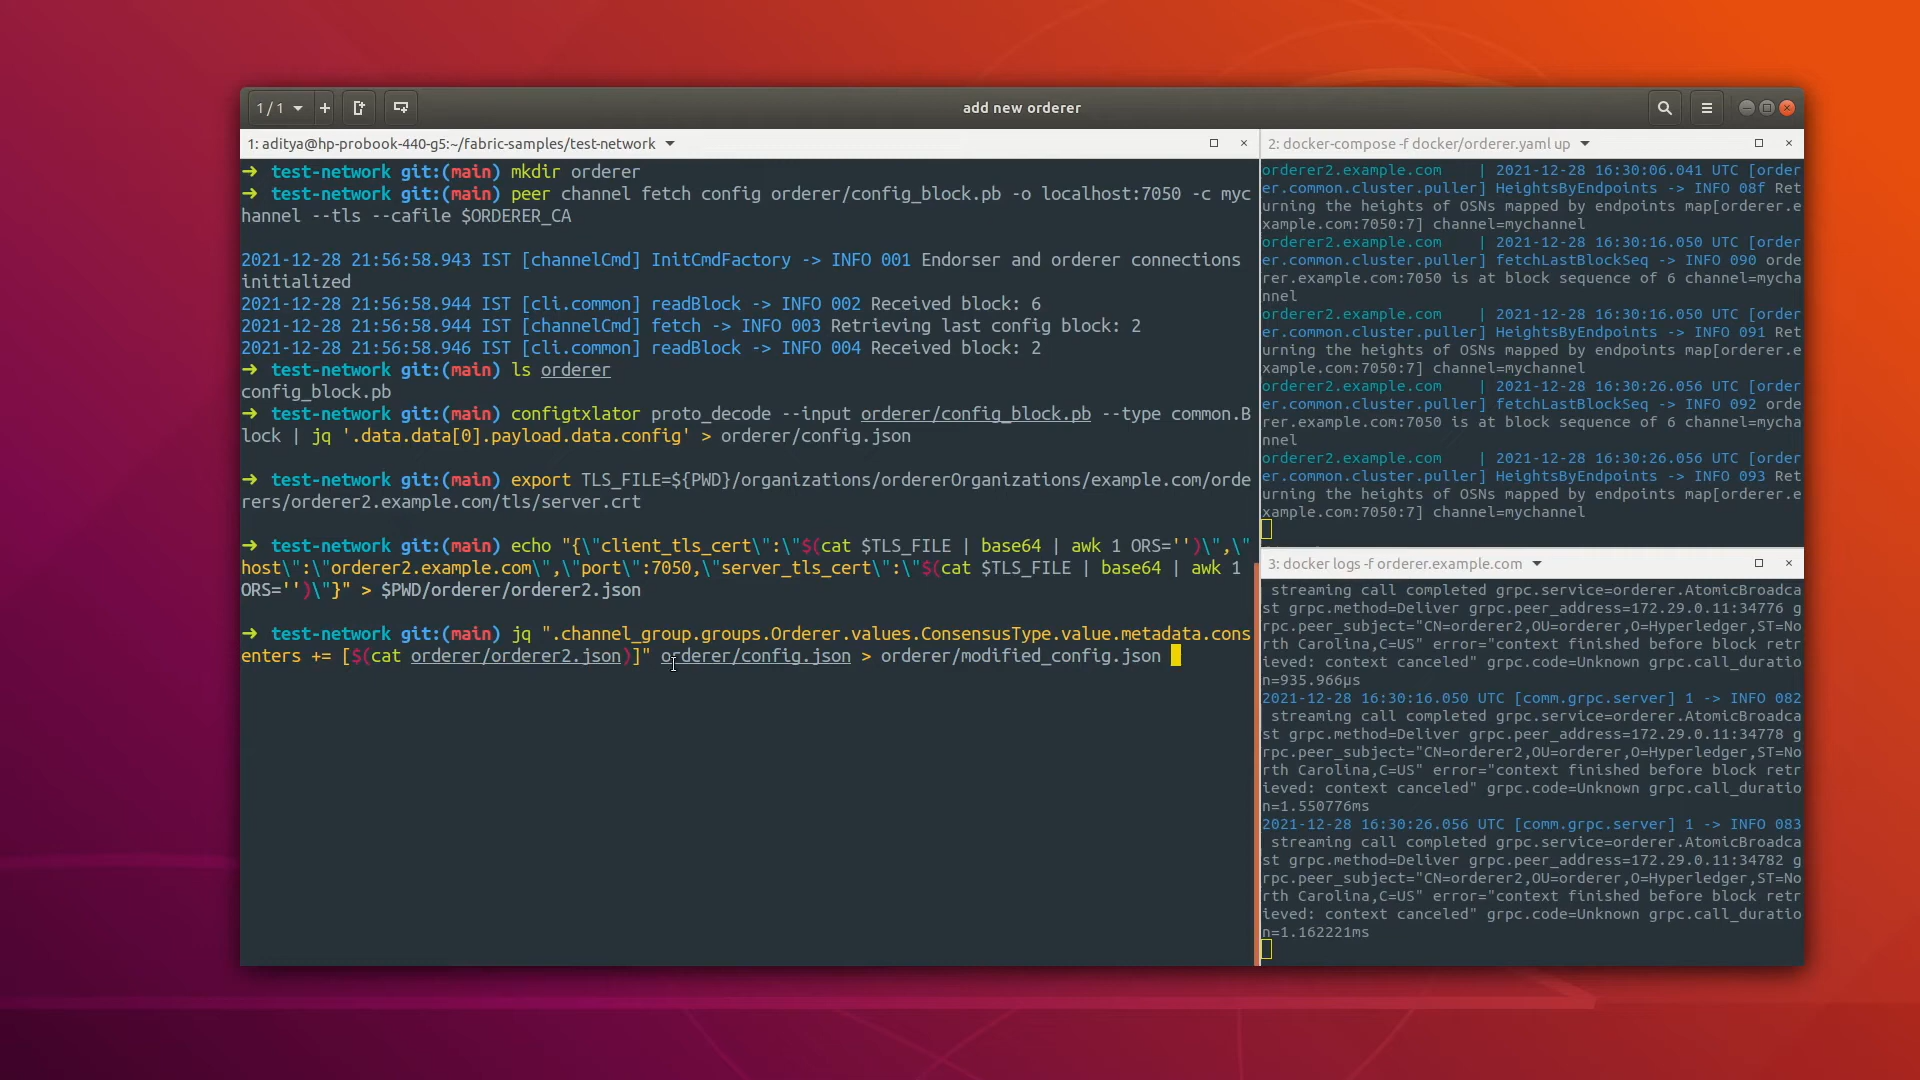 1 / 1
add new orderer
1: aditya@hp-probook-440-g5:~/fabric-samples/test-network
➜  test-network git:(main) mkdir orderer
➜  test-network git:(main) peer channel fetch config orderer/config_block.pb -o localhost:7050 -c myc
hannel --tls --cafile $ORDERER_CA
2021-12-28 21:56:58.943 IST [channelCmd] InitCmdFactory -> INFO 001 Endorser and orderer connections
initialized
2021-12-28 21:56:58.944 IST [cli.common] readBlock -> INFO 002 Received block: 6
2021-12-28 21:56:58.944 IST [channelCmd] fetch -> INFO 003 Retrieving last config block: 2
2021-12-28 21:56:58.946 IST [cli.common] readBlock -> INFO 004 Received block: 2
➜  test-network git:(main) ls orderer
config_block.pb
➜  test-network git:(main) configtxlator proto_decode --input orderer/config_block.pb --type common.B
lock | jq '.data.data[0].payload.data.config' > orderer/config.json
➜  test-network git:(main) export TLS_FILE=${PWD}/organizations/ordererOrganizations/example.com/orde
rers/orderer2.example.com/tls/server.crt
➜  test-network git:(main) echo "{\"client_tls_cert\":\"$(cat $TLS_FILE | base64 | awk 1 ORS='')\",\"
host\":\"orderer2.example.com\",\"port\":7050,\"server_tls_cert\":\"$(cat $TLS_FILE | base64 | awk 1
ORS='')\"}" > $PWD/orderer/orderer2.json
➜  test-network git:(main) jq ".channel_group.groups.Orderer.values.ConsensusType.value.metadata.cons
enters += [$(cat orderer/orderer2.json)]" orderer/config.json > orderer/modified_config.json
2: docker-compose -f docker/orderer.yaml up
orderer2.example.com    | 2021-12-28 16:30:06.041 UTC [order
er.common.cluster.puller] HeightsByEndpoints -> INFO 08f Ret
urning the heights of OSNs mapped by endpoints map[orderer.e
xample.com:7050:7] channel=mychannel
orderer2.example.com    | 2021-12-28 16:30:16.050 UTC [order
er.common.cluster.puller] fetchLastBlockSeq -> INFO 090 orde
rer.example.com:7050 is at block sequence of 6 channel=mycha
nnel
orderer2.example.com    | 2021-12-28 16:30:16.050 UTC [order
er.common.cluster.puller] HeightsByEndpoints -> INFO 091 Ret
urning the heights of OSNs mapped by endpoints map[orderer.e
xample.com:7050:7] channel=mychannel
orderer2.example.com    | 2021-12-28 16:30:26.056 UTC [order
er.common.cluster.puller] fetchLastBlockSeq -> INFO 092 orde
rer.example.com:7050 is at block sequence of 6 channel=mycha
nnel
orderer2.example.com    | 2021-12-28 16:30:26.056 UTC [order
er.common.cluster.puller] HeightsByEndpoints -> INFO 093 Ret
urning the heights of OSNs mapped by endpoints map[orderer.e
xample.com:7050:7] channel=mychannel
3: docker logs -f orderer.example.com
streaming call completed grpc.service=orderer.AtomicBroadca
st grpc.method=Deliver grpc.peer_address=172.29.0.11:34776 g
rpc.peer_subject="CN=orderer2,OU=orderer,O=Hyperledger,ST=No
rth Carolina,C=US" error="context finished before block retr
ieved: context canceled" grpc.code=Unknown grpc.call_duratio
n=935.966µs
2021-12-28 16:30:16.050 UTC [comm.grpc.server] 1 -> INFO 082
streaming call completed grpc.service=orderer.AtomicBroadca
st grpc.method=Deliver grpc.peer_address=172.29.0.11:34778 g
rpc.peer_subject="CN=orderer2,OU=orderer,O=Hyperledger,ST=No
rth Carolina,C=US" error="context finished before block retr
ieved: context canceled" grpc.code=Unknown grpc.call_duratio
n=1.550776ms
2021-12-28 16:30:26.056 UTC [comm.grpc.server] 1 -> INFO 083
streaming call completed grpc.service=orderer.AtomicBroadca
st grpc.method=Deliver grpc.peer_address=172.29.0.11:34782 g
rpc.peer_subject="CN=orderer2,OU=orderer,O=Hyperledger,ST=No
rth Carolina,C=US" error="context finished before block retr
ieved: context canceled" grpc.code=Unknown grpc.call_duratio
n=1.162221ms